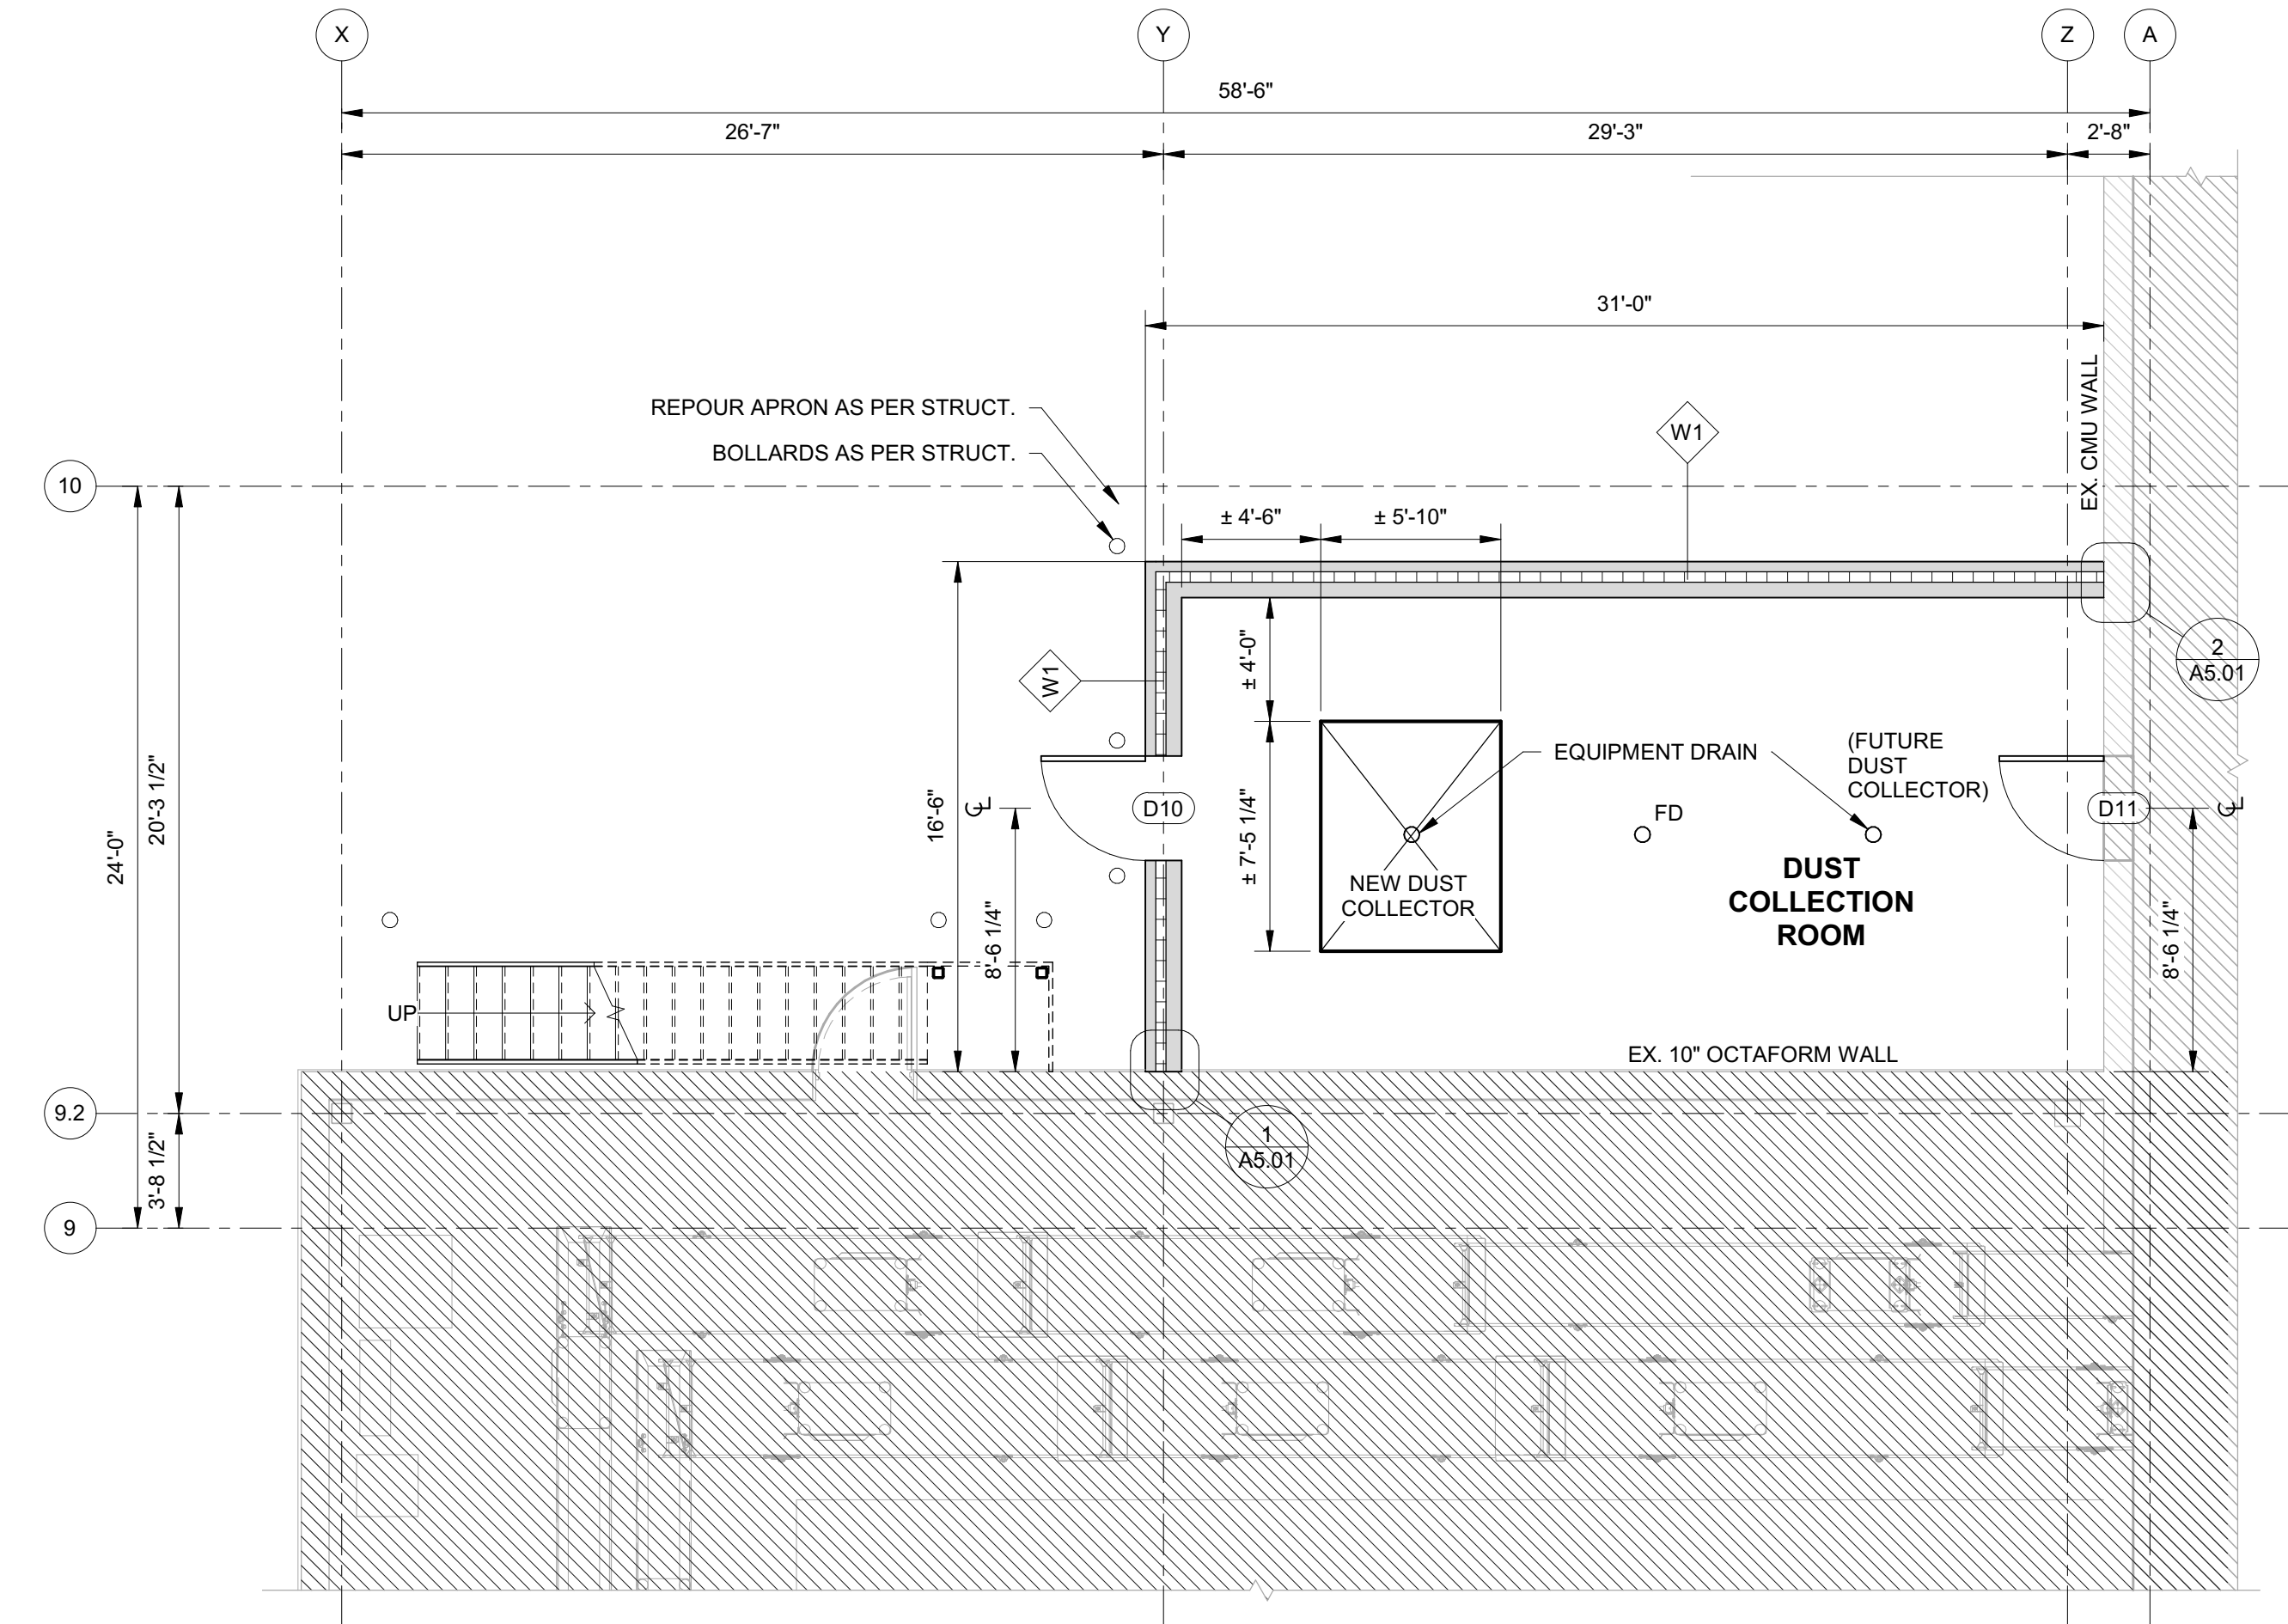 X
Y
Z
A
58'-6"
26'-7"
29'-3"
2'-8"
31'-0"
EX. CMU WALL
REPOUR APRON AS PER STRUCT.
BOLLARDS AS PER STRUCT.
W1
10
± 4'-6"
± 5'-10"
± 4'-0"
W1
2
A5.01
EQUIPMENT DRAIN
(FUTURE
DUST
COLLECTOR)
20'-3 1/2"
24'-0"
16'-6"
CL
D10
FD
D11
CL
± 7'-5 1/4"
NEW DUST
COLLECTOR
DUST
COLLECTION
ROOM
8'-6 1/4"
8'-6 1/4"
UP
EX. 10" OCTAFORM WALL
9.2
1
A5.01
3'-8 1/2"
9